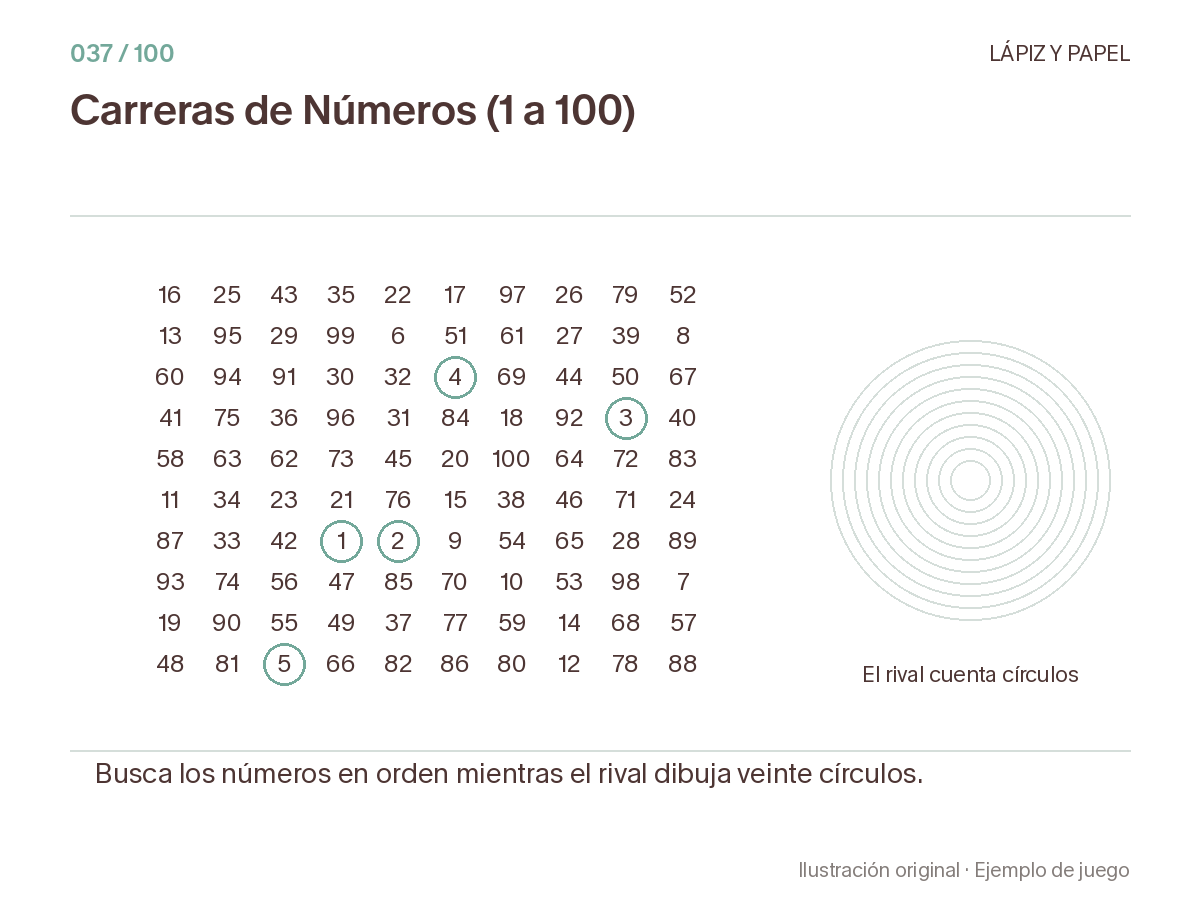 037 / 100
LÁPIZ Y PAPEL
Carreras de Números (1 a 100)
16 25 43 35 22 17 97 26 79 52
13 95 29 99 6 51 61 27 39 8
60 94 91 30 32 4 69 44 50 67
41 75 36 96 31 84 18 92 3 40
58 63 62 73 45 20 100 64 72 83
11 34 23 21 76 15 38 46 71 24
87 33 42 1 2 9 54 65 28 89
93 74 56 47 85 70 10 53 98 7
19 90 55 49 37 77 59 14 68 57
48 81 5 66 82 86 80 12 78 88
El rival cuenta círculos
Busca los números en orden mientras el rival dibuja veinte círculos.
Ilustración original · Ejemplo de juego